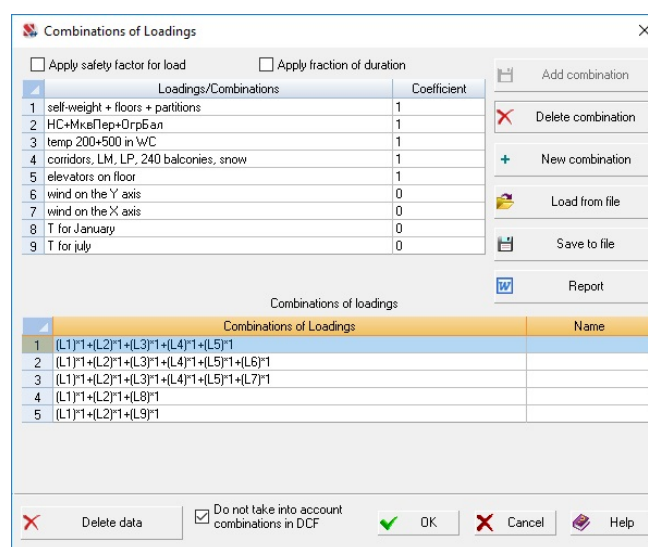 Combinations of Loadings
Apply safety factor for load Apply fraction of duration
Loadings/Combinations Coefficient
1 self-weight + floors + partitions 1
2 НС+МквПер+ОгрБал 1
3 temp 200+500 in WC 1
4 corridors, LM, LP, 240 balconies, snow 1
5 elevators on floor 1
6 wind on the Y axis 0
7 wind on the X axis 0
8 T for January 0
9 T for july 0
Add combination
Delete combination
New combination
Load from file
Save to file
Report
Combinations of loadings
Combinations of Loadings Name
1 (L1)*1+(L2)*1+(L3)*1+(L4)*1+(L5)*1
2 (L1)*1+(L2)*1+(L3)*1+(L4)*1+(L5)*1+(L6)*1
3 (L1)*1+(L2)*1+(L3)*1+(L4)*1+(L5)*1+(L7)*1
4 (L1)*1+(L2)*1+(L8)*1
5 (L1)*1+(L2)*1+(L9)*1
Delete data
Do not take into account
combinations in DCF
OK Cancel Help